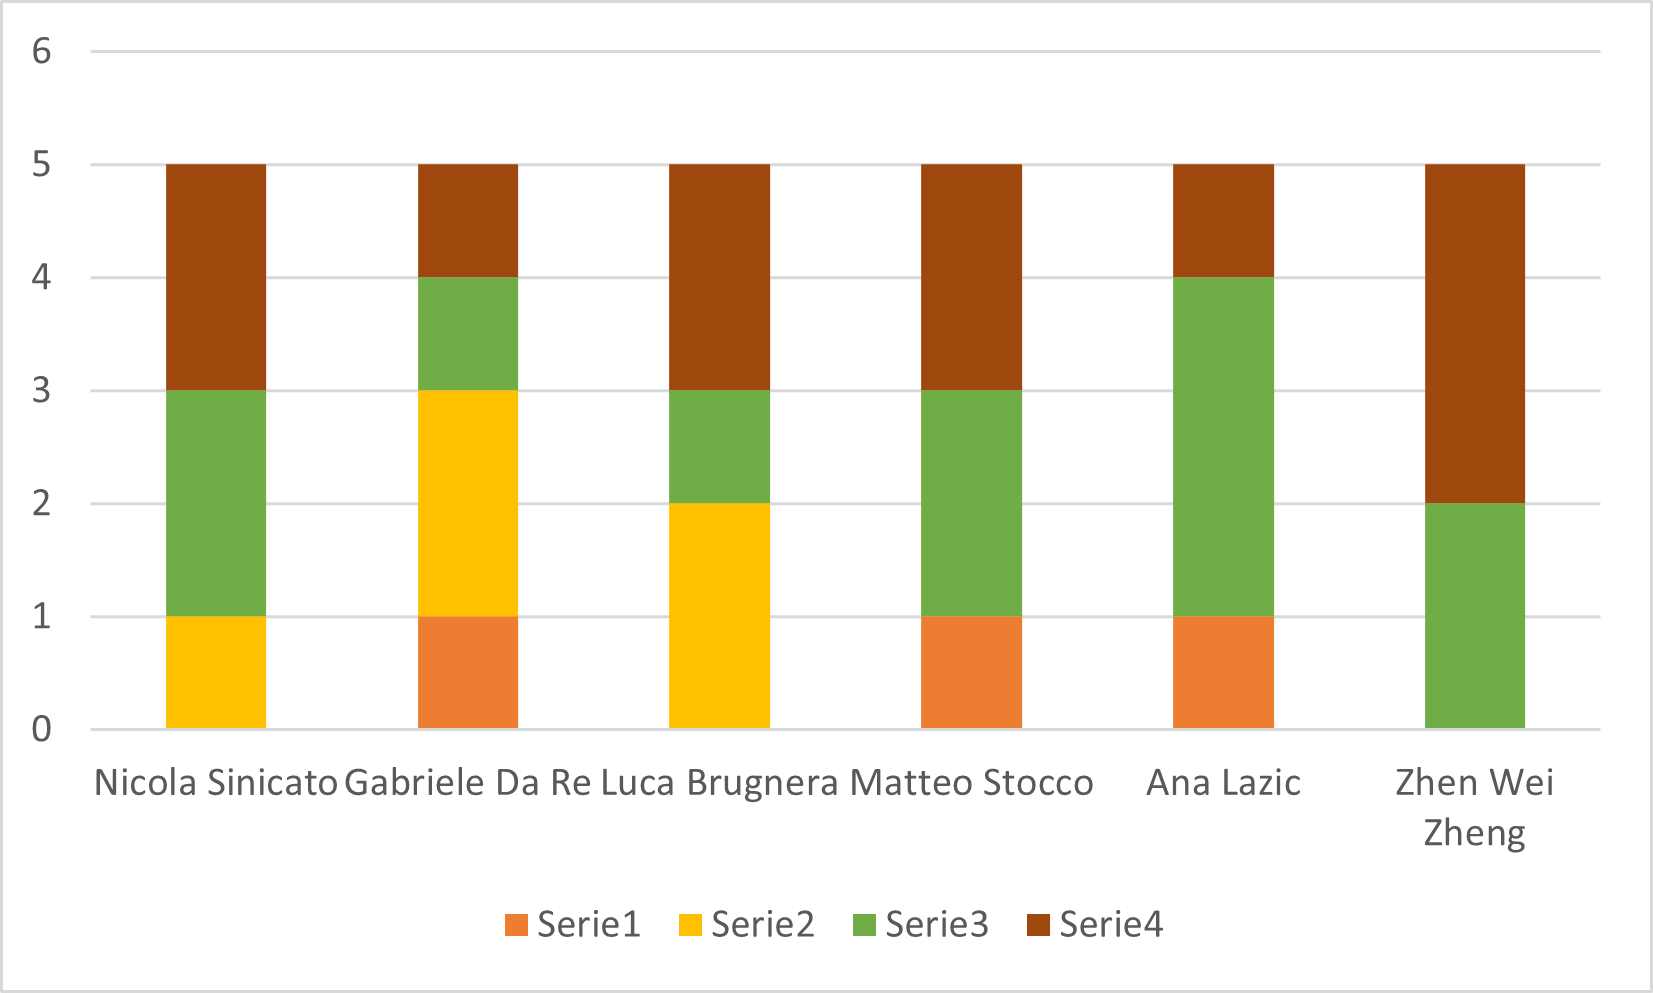 6
5
4
3
2
1
0
Nicola Sinicato Gabriele Da Re Luca Brugnera Matteo Stocco Ana Lazic Zhen Wei
Zheng
Serie1 Serie2 Serie3 Serie4